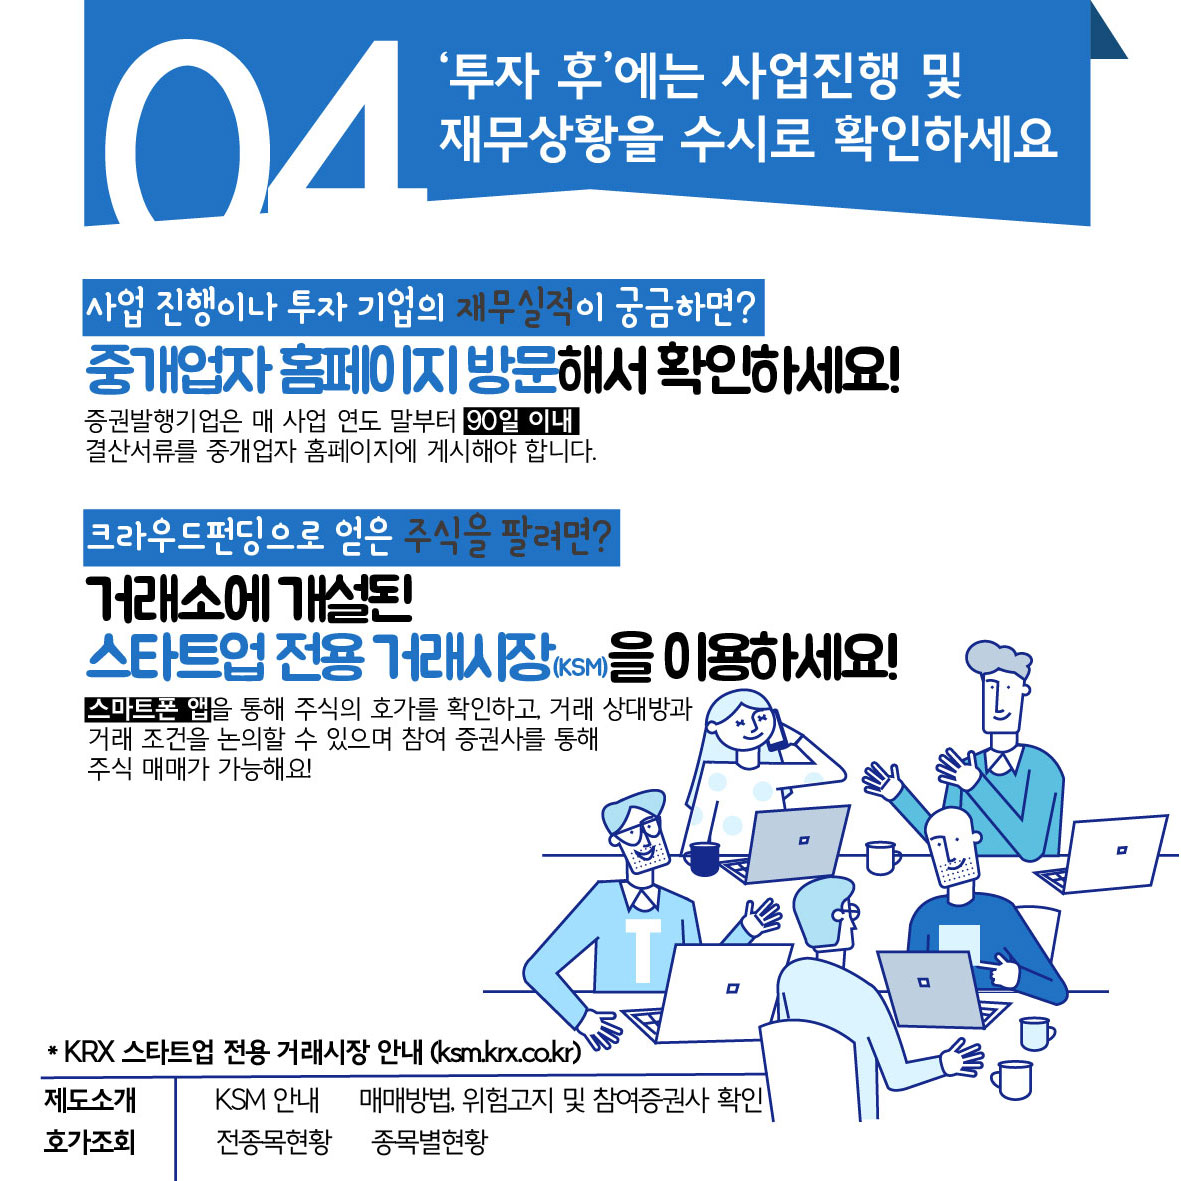 04
‘투자 후’에는 사업진행 및
재무상황을 수시로 확인하세요
사업 진행이나 투자 기업의 재무실적이 궁금하면?
중개업자 홈페이지 방문해서 확인하세요!
증권발행기업은 매 사업 연도 말부터 90일 이내
결산서류를 중개업자 홈페이지에 게시해야 합니다.
크라우드펀딩으로 얻은 주식을 팔려면?
거래소에 개설된
스타트업 전용 거래시장(KSM)을 이용하세요!
스마트폰 앱을 통해 주식의 호가를 확인하고, 거래 상대방과
거래 조건을 논의할 수 있으며 참여 증권사를 통해
주식 매매가 가능해요!
T
* KRX 스타트업 전용 거래시장 안내 (ksm.krx.co.kr)
제도소개 KSM 안내 매매방법, 위험고지 및 참여증권사 확인
호가조회 전종목현황 종목별현황